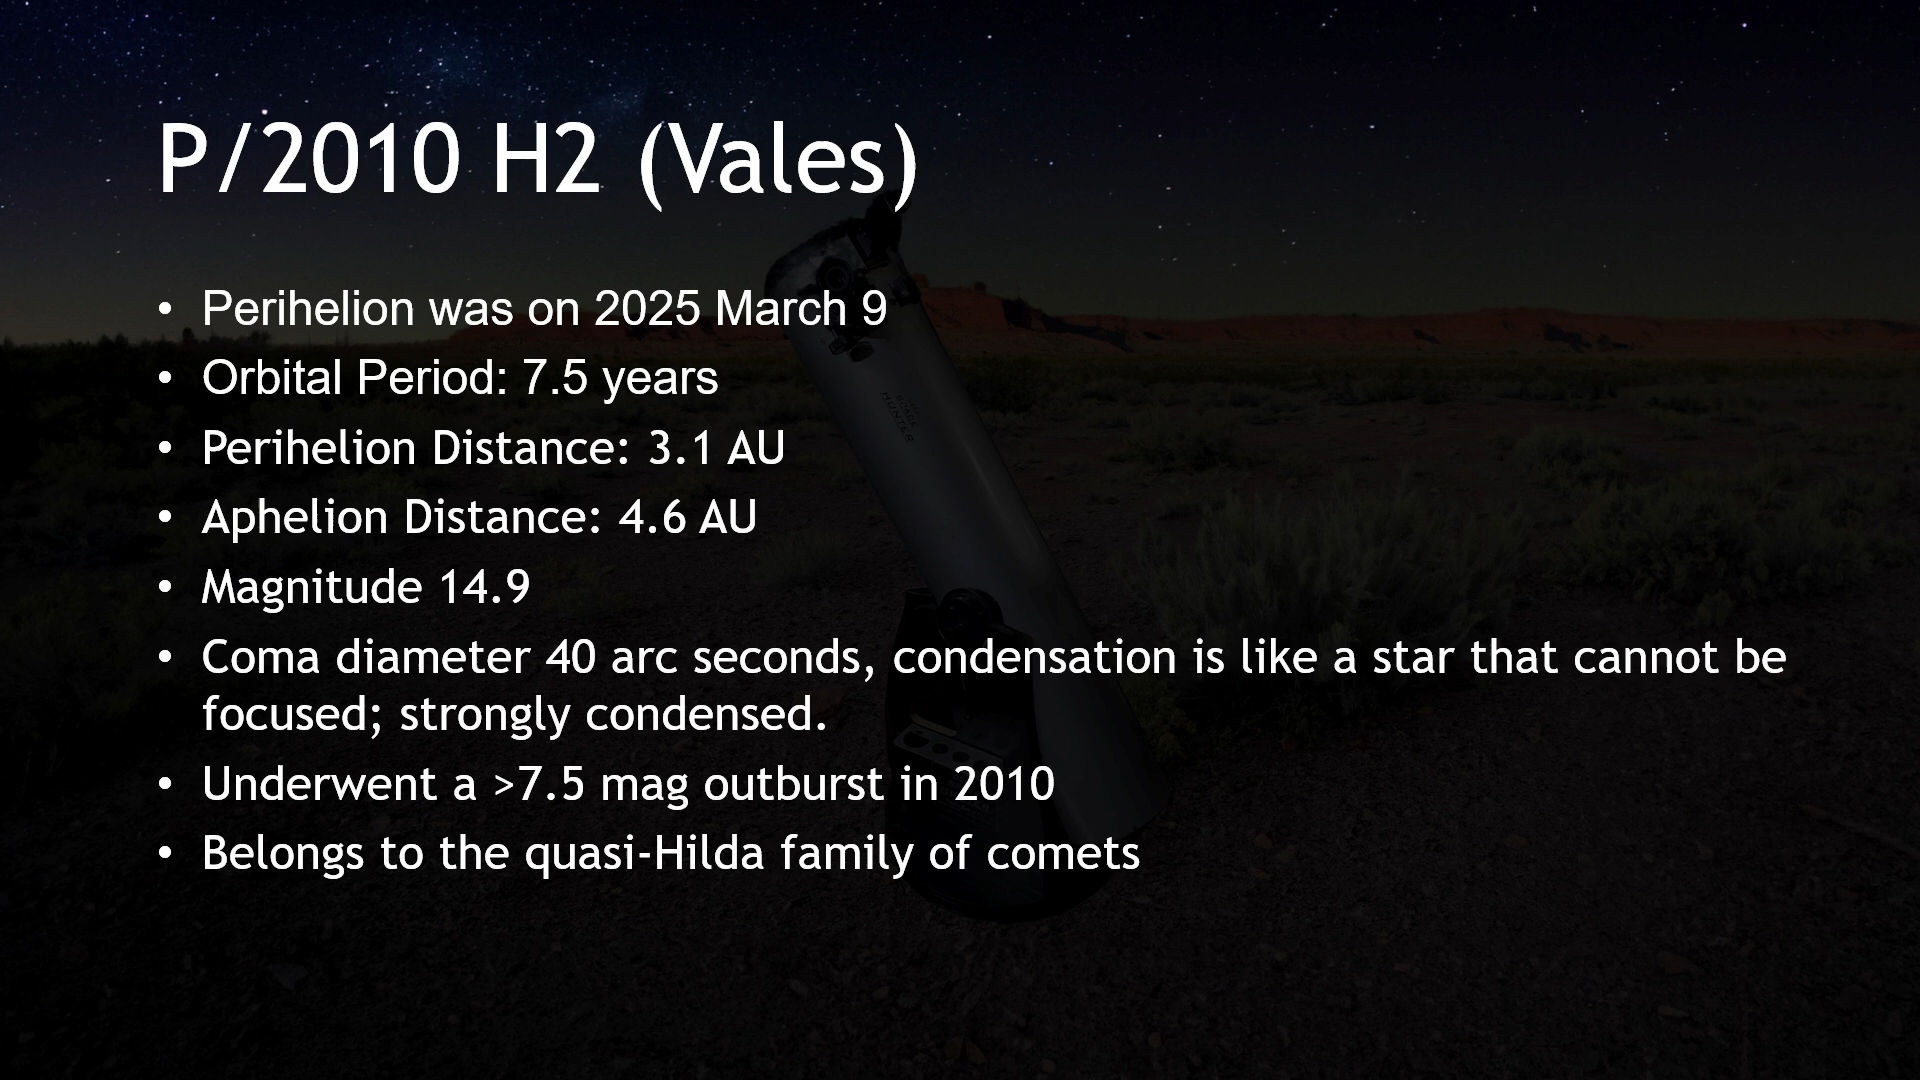 P/2010 H2 (Vales)
• Perihelion was on 2025 March 9
• Orbital Period: 7.5 years
• Perihelion Distance: 3.1 AU
• Aphelion Distance: 4.6 AU
• Magnitude 14.9
• Coma diameter 40 arc seconds, condensation is like a star that cannot be
focused; strongly condensed.
• Underwent a >7.5 mag outburst in 2010
• Belongs to the quasi-Hilda family of comets
HUNTER